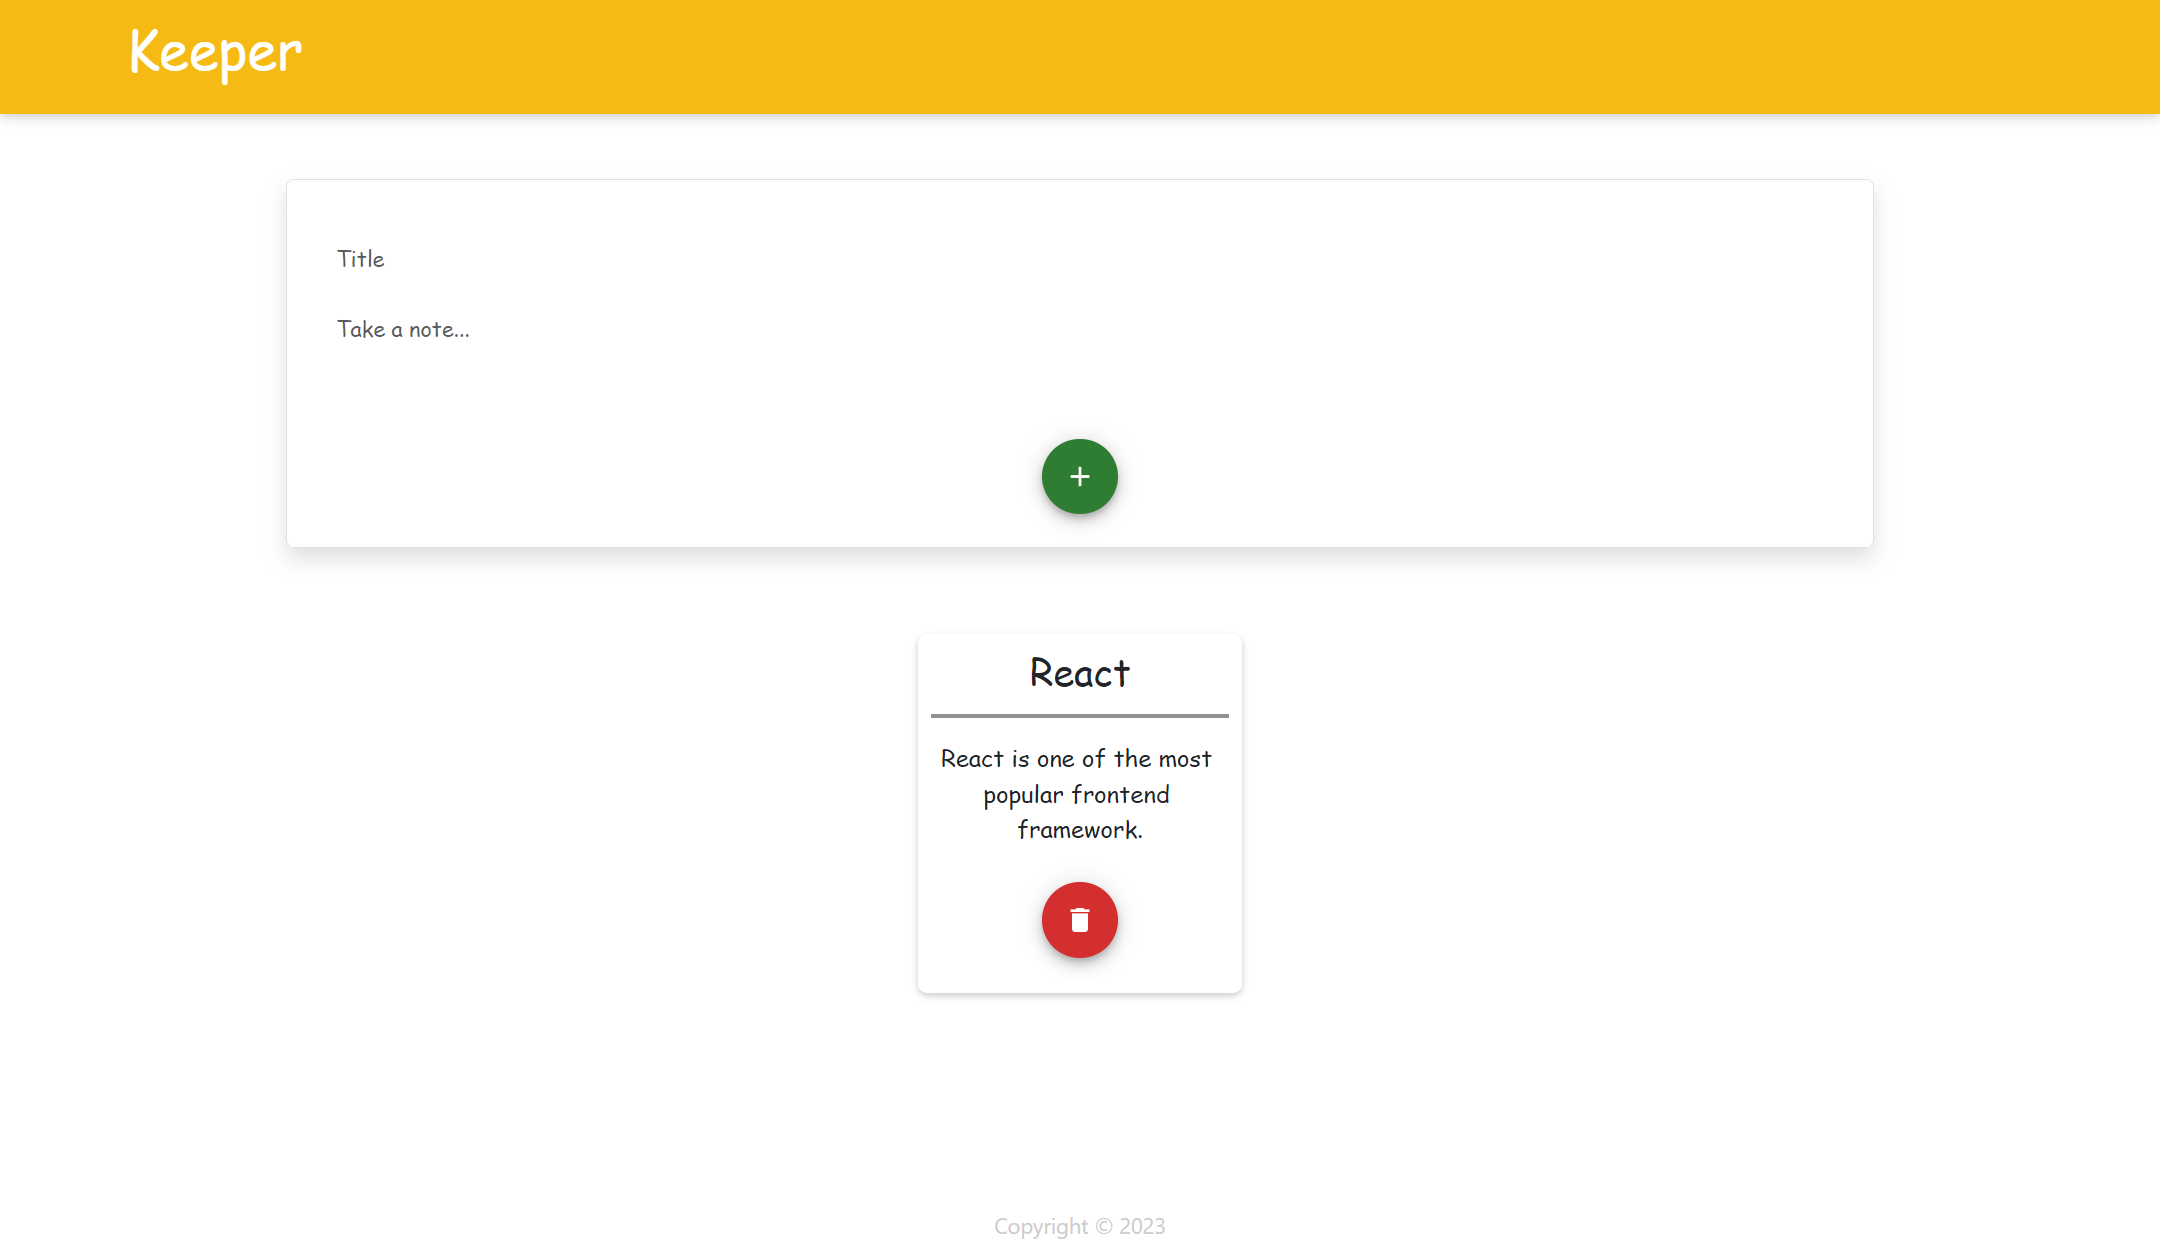 Keeper
Title
Take a note...
+
React
React is one of the most
popular frontend
framework.
Copyright © 2023